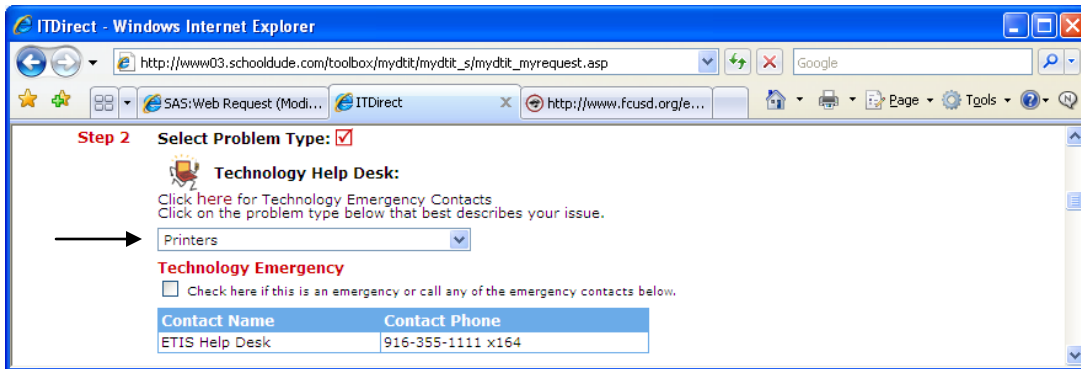 ITDirect - Windows Internet Explorer
http://www03.schooldude.com/toolbox/mydtit/mydtit_s/mydtit_myrequest.asp
Google
SAS:Web Request (Modi...
ITDirect
http://www.fcusd.org/e...
Page
Tools
Step 2 Select Problem Type:
Technology Help Desk:
Click here for Technology Emergency Contacts
Click on the problem type below that best describes your issue.
Printers
Technology Emergency
Check here if this is an emergency or call any of the emergency contacts below.
Contact Name Contact Phone
ETIS Help Desk 916-355-1111 x164